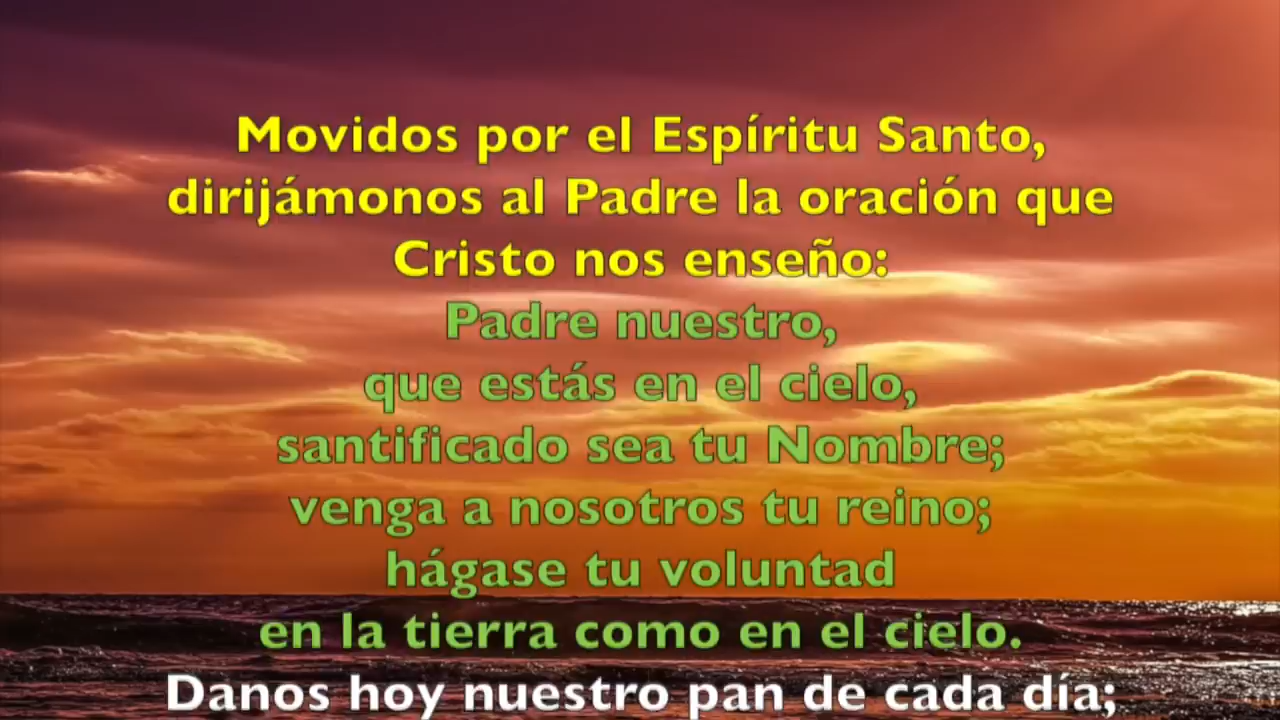 Movidos por el Espíritu Santo,
dirijámonos al Padre la oración que
Cristo nos enseño:
Padre nuestro,
que estás en el cielo,
santificado sea tu Nombre;
venga a nosotros tu reino;
hágase tu voluntad
en la tierra como en el cielo.
Danos hoy nuestro pan de cada día;